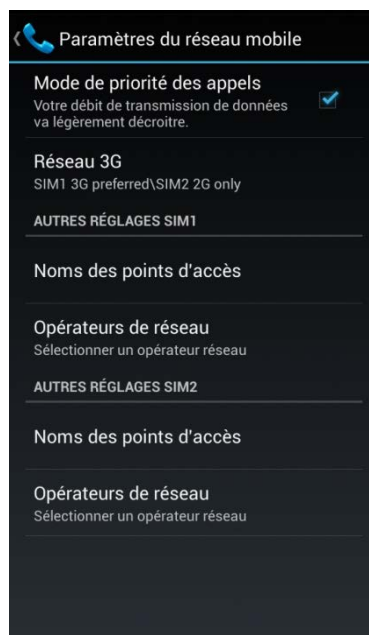 Paramètres du réseau mobile
Mode de priorité des appels
Votre débit de transmission de données
va légèrement décroitre.
Réseau 3G
SIM1 3G preferred\SIM2 2G only
AUTRES RÉGLAGES SIM1
Noms des points d'accès
Opérateurs de réseau
Sélectionner un opérateur réseau
AUTRES RÉGLAGES SIM2
Noms des points d'accès
Opérateurs de réseau
Sélectionner un opérateur réseau